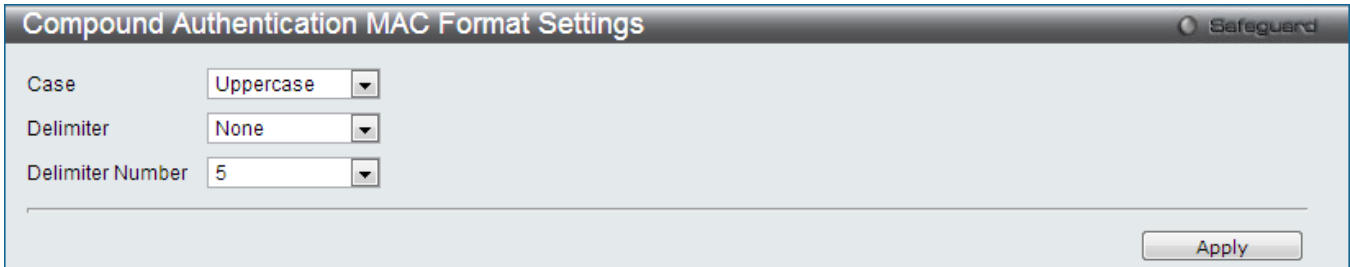 Compound Authentication MAC Format Settings
Safeguard
Case Uppercase
Delimiter None
Delimiter Number 5
Apply